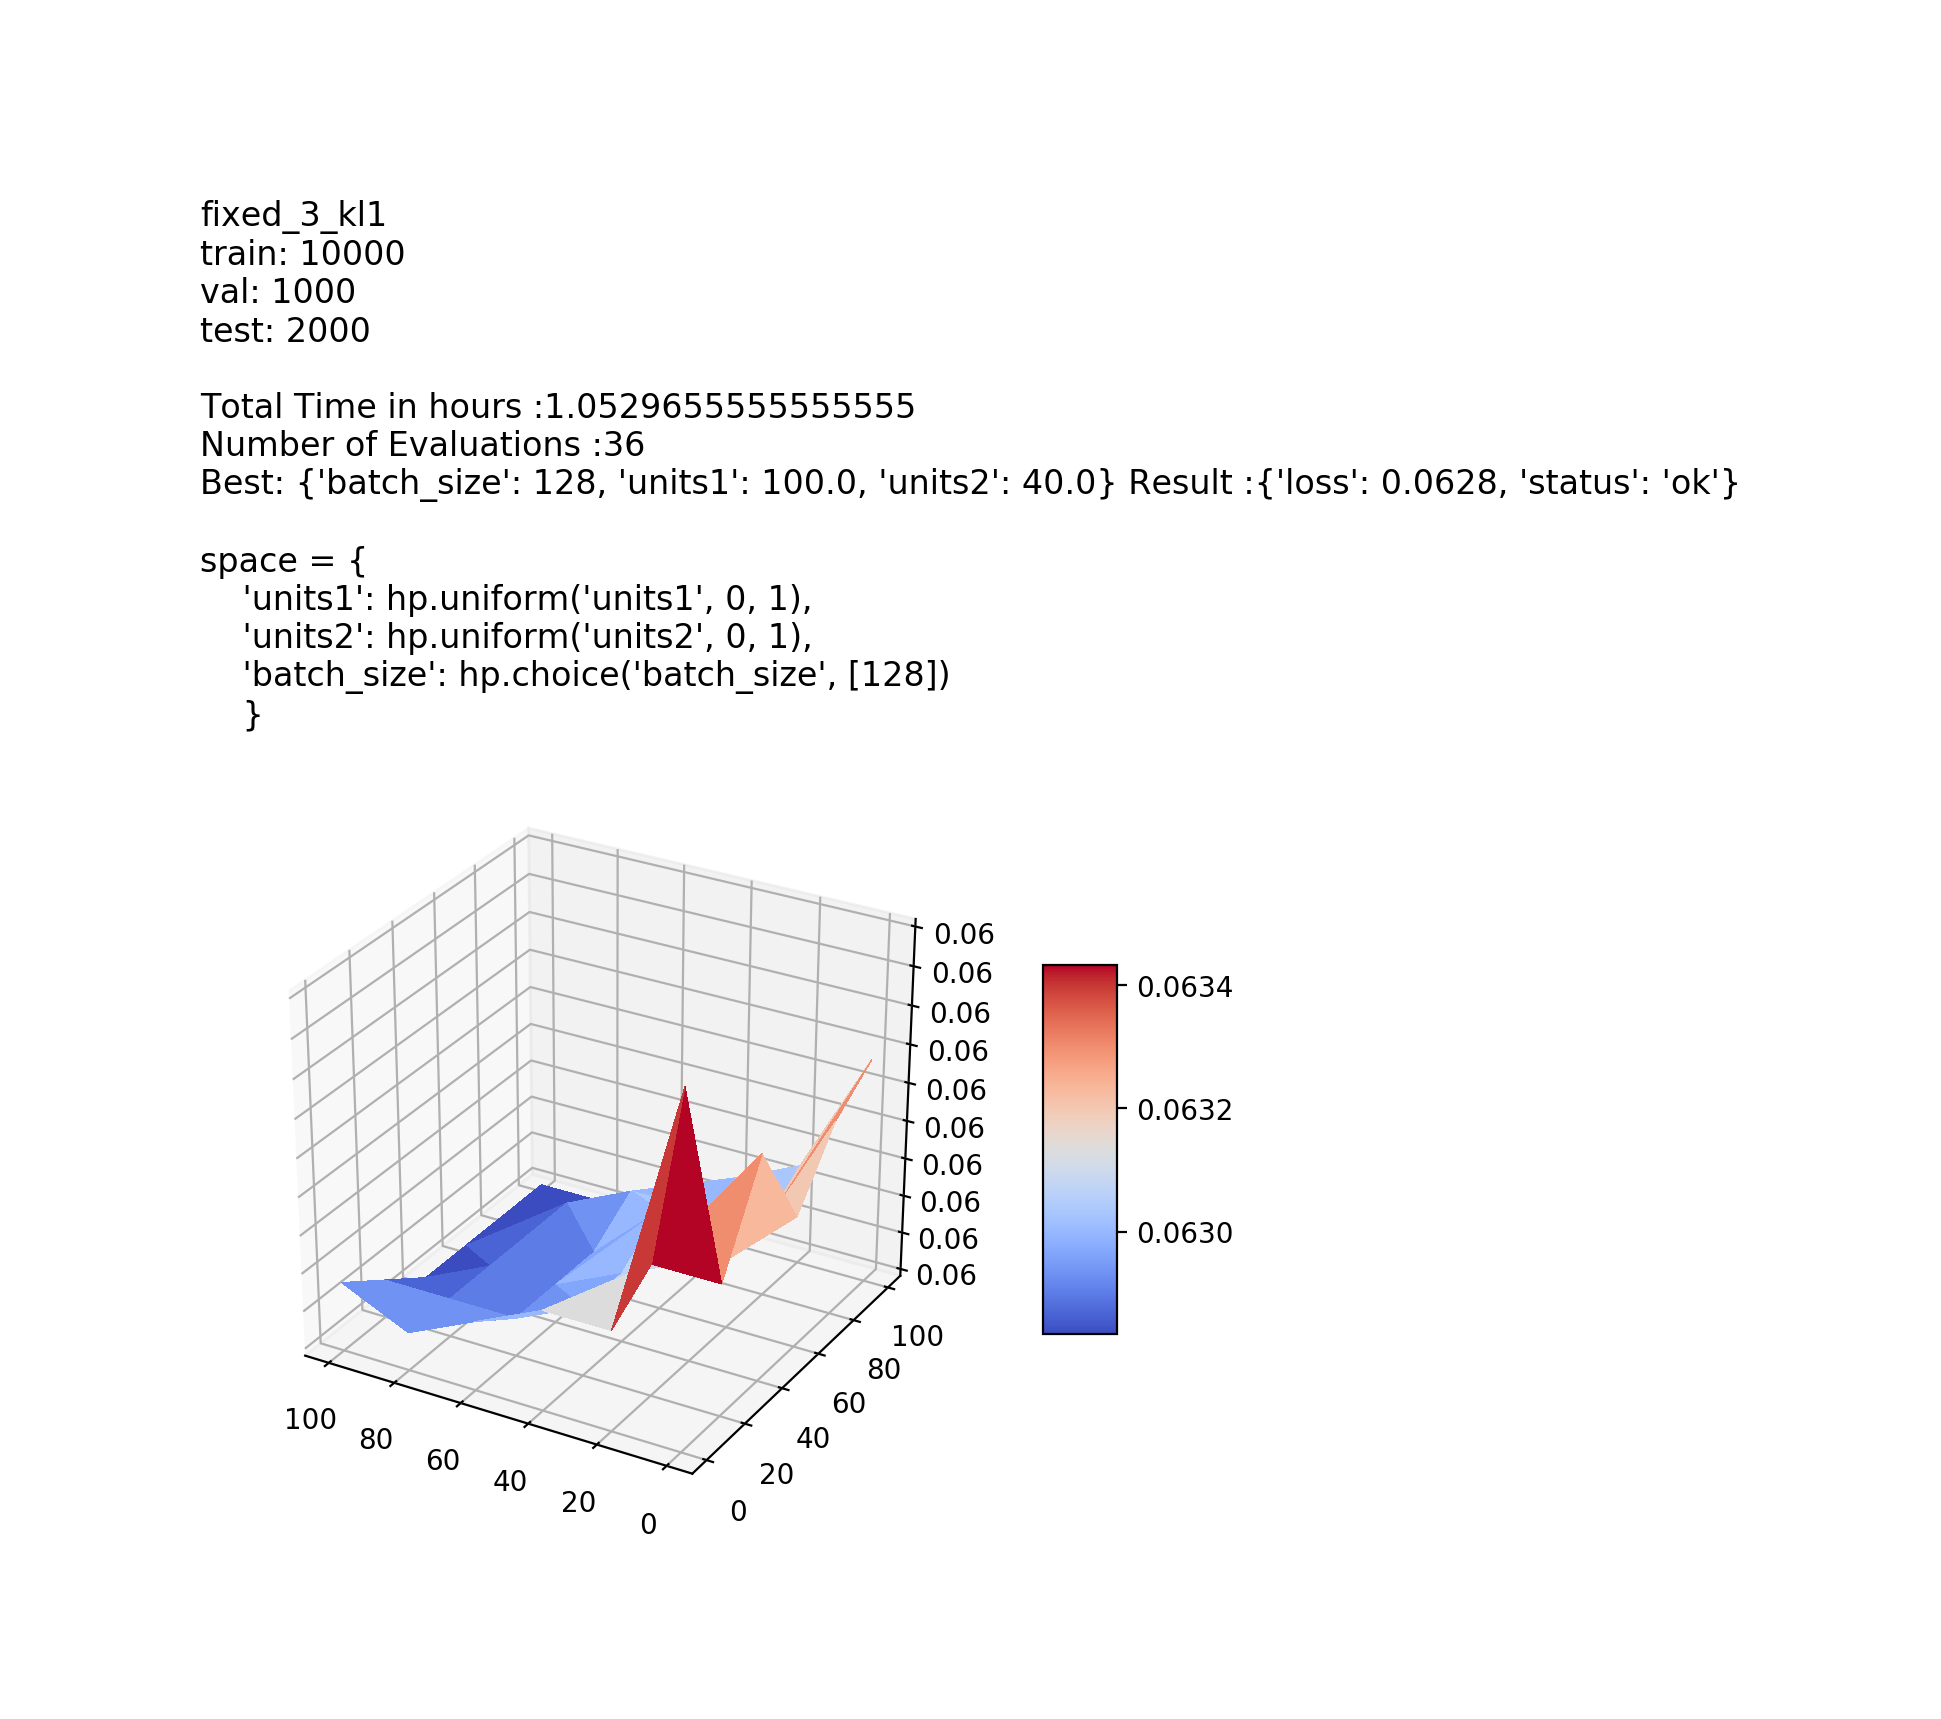 fixed_3_kl1
train: 10000
val: 1000
test: 2000
Total Time in hours :1.0529655555555555
Number of Evaluations :36
Best: {'batch_size': 128, 'units1': 100.0, 'units2': 40.0} Result :{'loss': 0.0628, 'status': 'ok'}
space = {
'units1': hp.uniform('units1', 0, 1),
'units2': hp.uniform('units2', 0, 1),
'batch_size': hp.choice('batch_size', [128])
}
0.06
0.06
0.06
0.06
0.06
0.06
0.06
0.06
0.06
0.06
0.0634
0.0632
0.0630
100
80
60
40
20
0
100
80
60
40
20
0